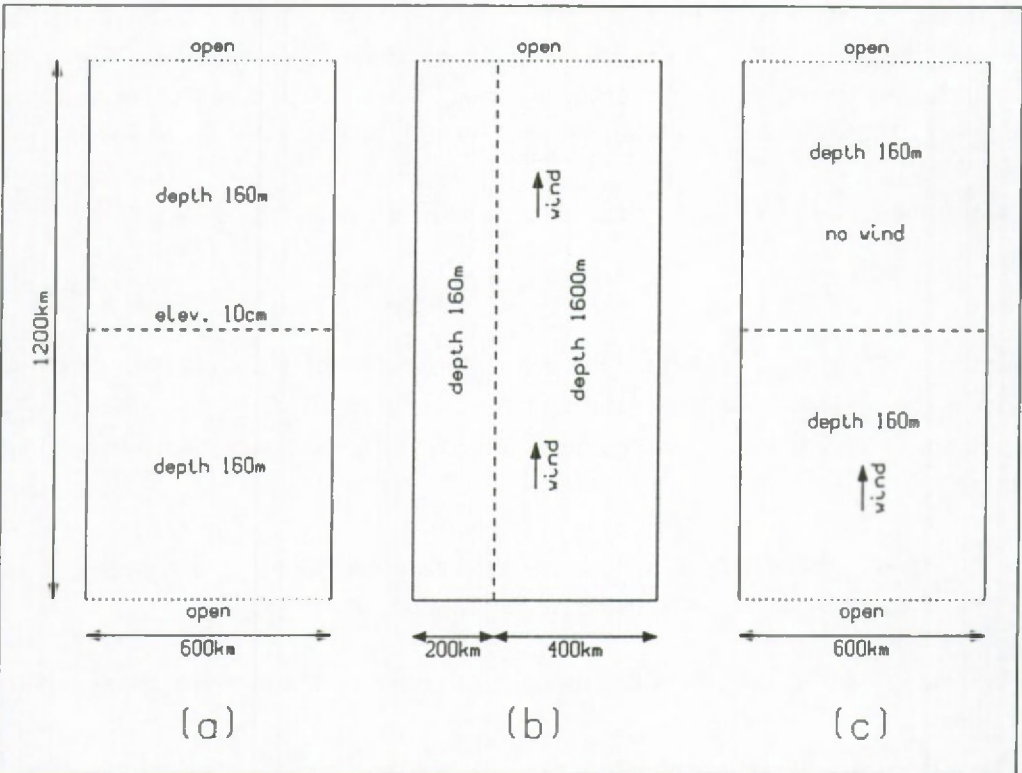 open
depth 160m
elev. 10cm
depth 160m
open
1200km
600km
(a)
open
wind
depth 160m
depth 1600m
wind
200km
400km
(b)
open
depth 160m
no wind
depth 160m
wind
open
600km
(c)